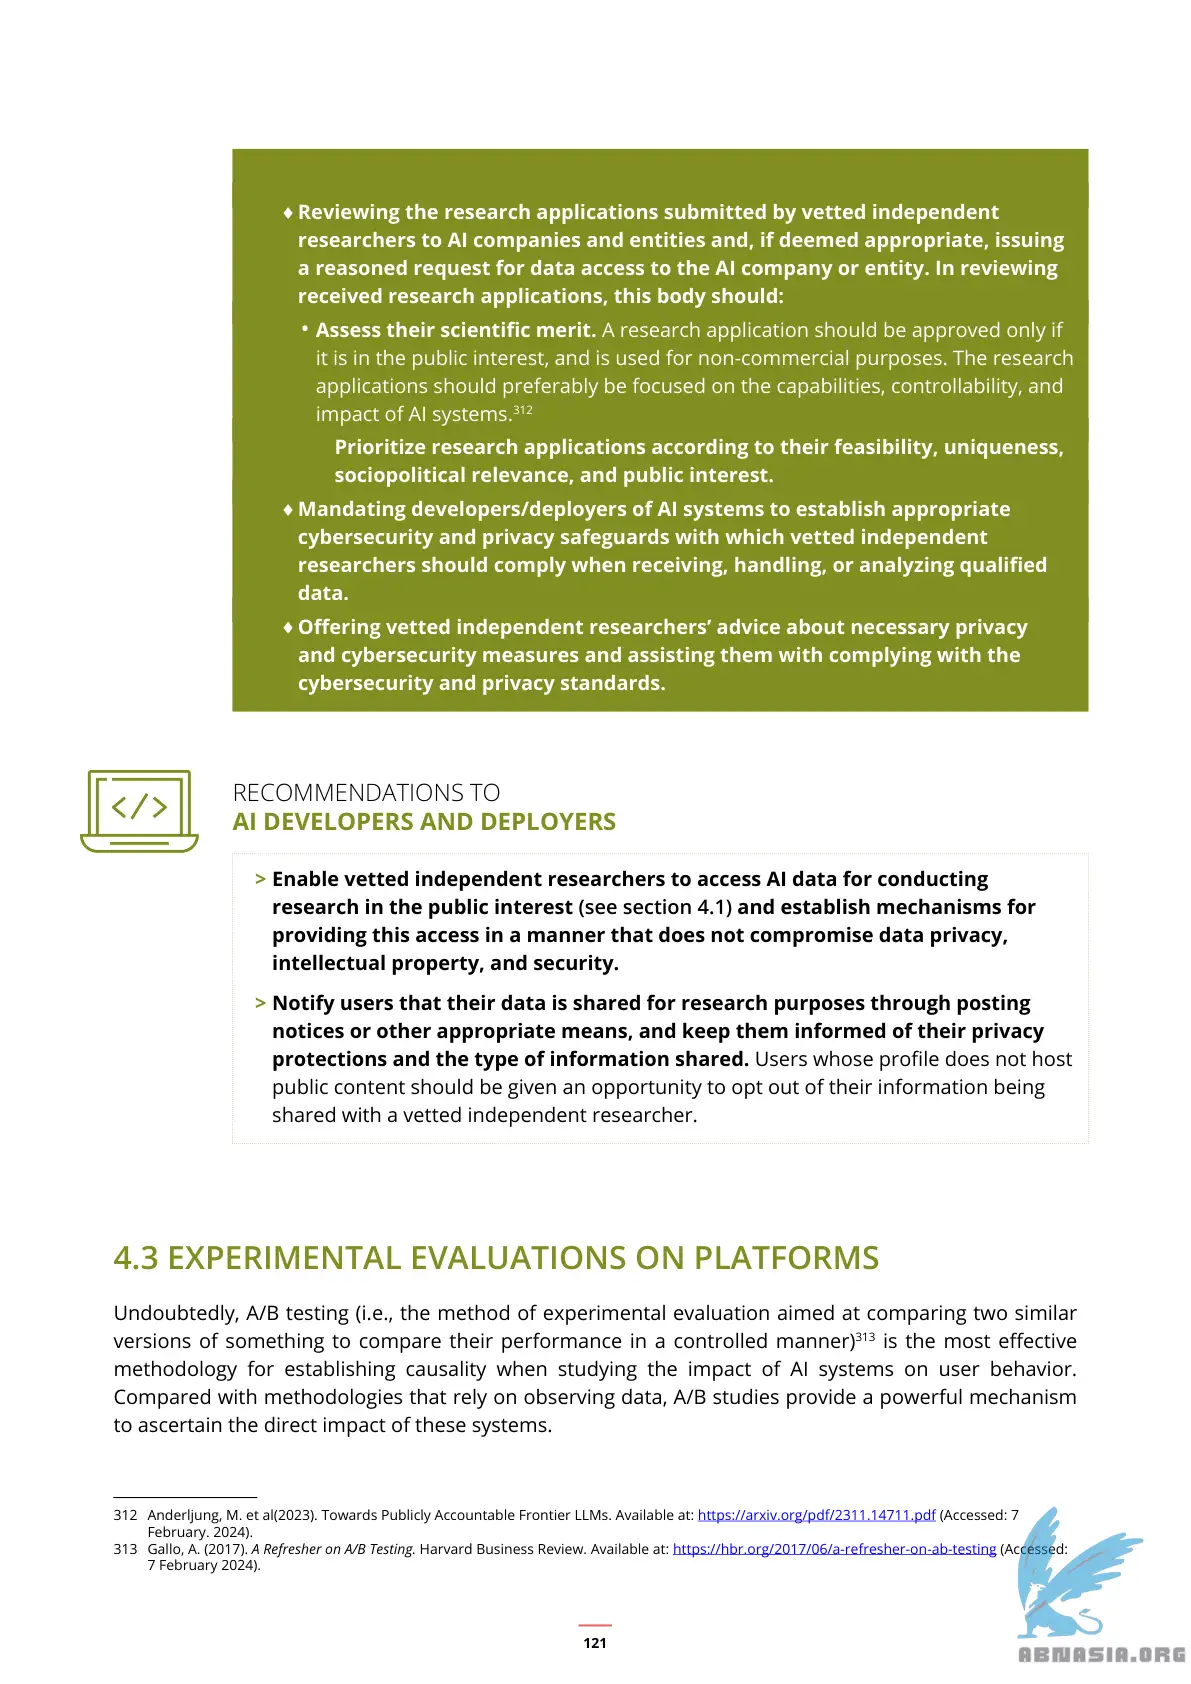 ♦ Reviewing the research applications submitted by vetted independent
researchers to AI companies and entities and, if deemed appropriate, issuing
a reasoned request for data access to the AI company or entity. In reviewing
received research applications, this body should:
• Assess their scientific merit. A research application should be approved only if
it is in the public interest, and is used for non-commercial purposes. The research
applications should preferably be focused on the capabilities, controllability, and
impact of AI systems.312
Prioritize research applications according to their feasibility, uniqueness,
sociopolitical relevance, and public interest.
♦ Mandating developers/deployers of AI systems to establish appropriate
cybersecurity and privacy safeguards with which vetted independent
researchers should comply when receiving, handling, or analyzing qualified
data.
♦ Offering vetted independent researchers’ advice about necessary privacy
and cybersecurity measures and assisting them with complying with the
cybersecurity and privacy standards.
</>
RECOMMENDATIONS TO
AI DEVELOPERS AND DEPLOYERS
> Enable vetted independent researchers to access AI data for conducting
research in the public interest (see section 4.1) and establish mechanisms for
providing this access in a manner that does not compromise data privacy,
intellectual property, and security.
> Notify users that their data is shared for research purposes through posting
notices or other appropriate means, and keep them informed of their privacy
protections and the type of information shared. Users whose profile does not host
public content should be given an opportunity to opt out of their information being
shared with a vetted independent researcher.
4.3 EXPERIMENTAL EVALUATIONS ON PLATFORMS
Undoubtedly, A/B testing (i.e., the method of experimental evaluation aimed at comparing two similar
versions of something to compare their performance in a controlled manner)313 is the most effective
methodology for establishing causality when studying the impact of AI systems on user behavior.
Compared with methodologies that rely on observing data, A/B studies provide a powerful mechanism
to ascertain the direct impact of these systems.
312 Anderljung, M. et al(2023). Towards Publicly Accountable Frontier LLMs. Available at: https://arxiv.org/pdf/2311.14711.pdf (Accessed: 7
February. 2024).
313 Gallo, A. (2017). A Refresher on A/B Testing. Harvard Business Review. Available at: https://hbr.org/2017/06/a-refresher-on-ab-testing (Accessed:
7 February 2024).
121
ABNASIA.ORG